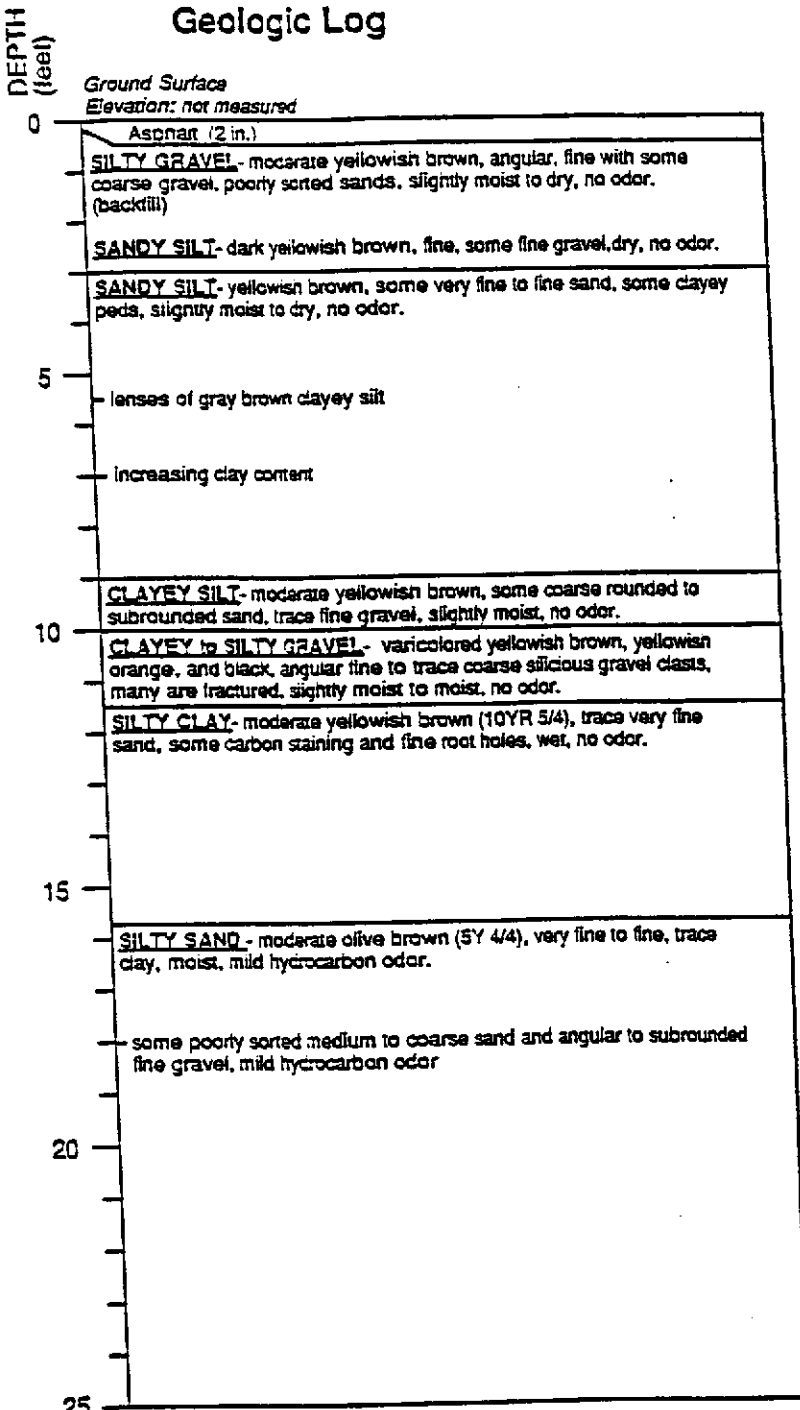 DEPTH
(feet)
Geologic Log
Ground Surface
Elevation: not measured
0
Asphalt (2 in.)
SILTY GRAVEL- moderate yellowish brown, angular, fine with some
coarse gravel, poorly sorted sands, slightly moist to dry, no odor.
(backfill)
SANDY SILT- dark yellowish brown, fine, some fine gravel,dry, no odor.
SANDY SILT- yellowish brown, some very fine to fine sand, some clayey
peds, slightly moist to dry, no odor.
5
lenses of gray brown clayey silt
increasing clay content
CLAYEY SILT- moderate yellowish brown, some coarse rounded to
subrounded sand, trace fine gravel, slightly moist, no odor.
10
CLAYEY to SILTY GRAVEL- varicolored yellowish brown, yellowish
orange, and black, angular fine to trace coarse silicious gravel clasts,
many are fractured, slightly moist to moist, no odor.
SILTY CLAY- moderate yellowish brown (10YR 5/4), trace very fine
sand, some carbon staining and fine root holes, wet, no odor.
15
SILTY SAND - moderate olive brown (5Y 4/4), very fine to fine, trace
clay, moist, mild hydrocarbon odor.
some poorly sorted medium to coarse sand and angular to subrounded
fine gravel, mild hydrocarbon odor
20
25